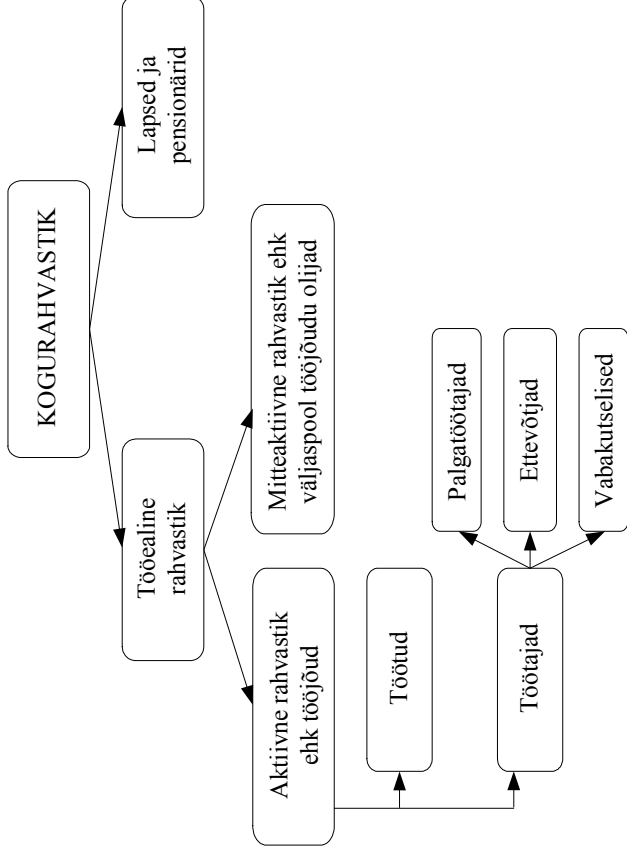 KOGURAHVASTIK
Tööealine
rahvastik
Lapsed ja
pensionärid
Aktiivne rahvastik
ehk tööjõud
Mitteaktiivne rahvastik ehk
väljaspool tööjõudu olijad
Töötud
Töötajad
Palgatöötajad
Ettevõtjad
Vabakutselised